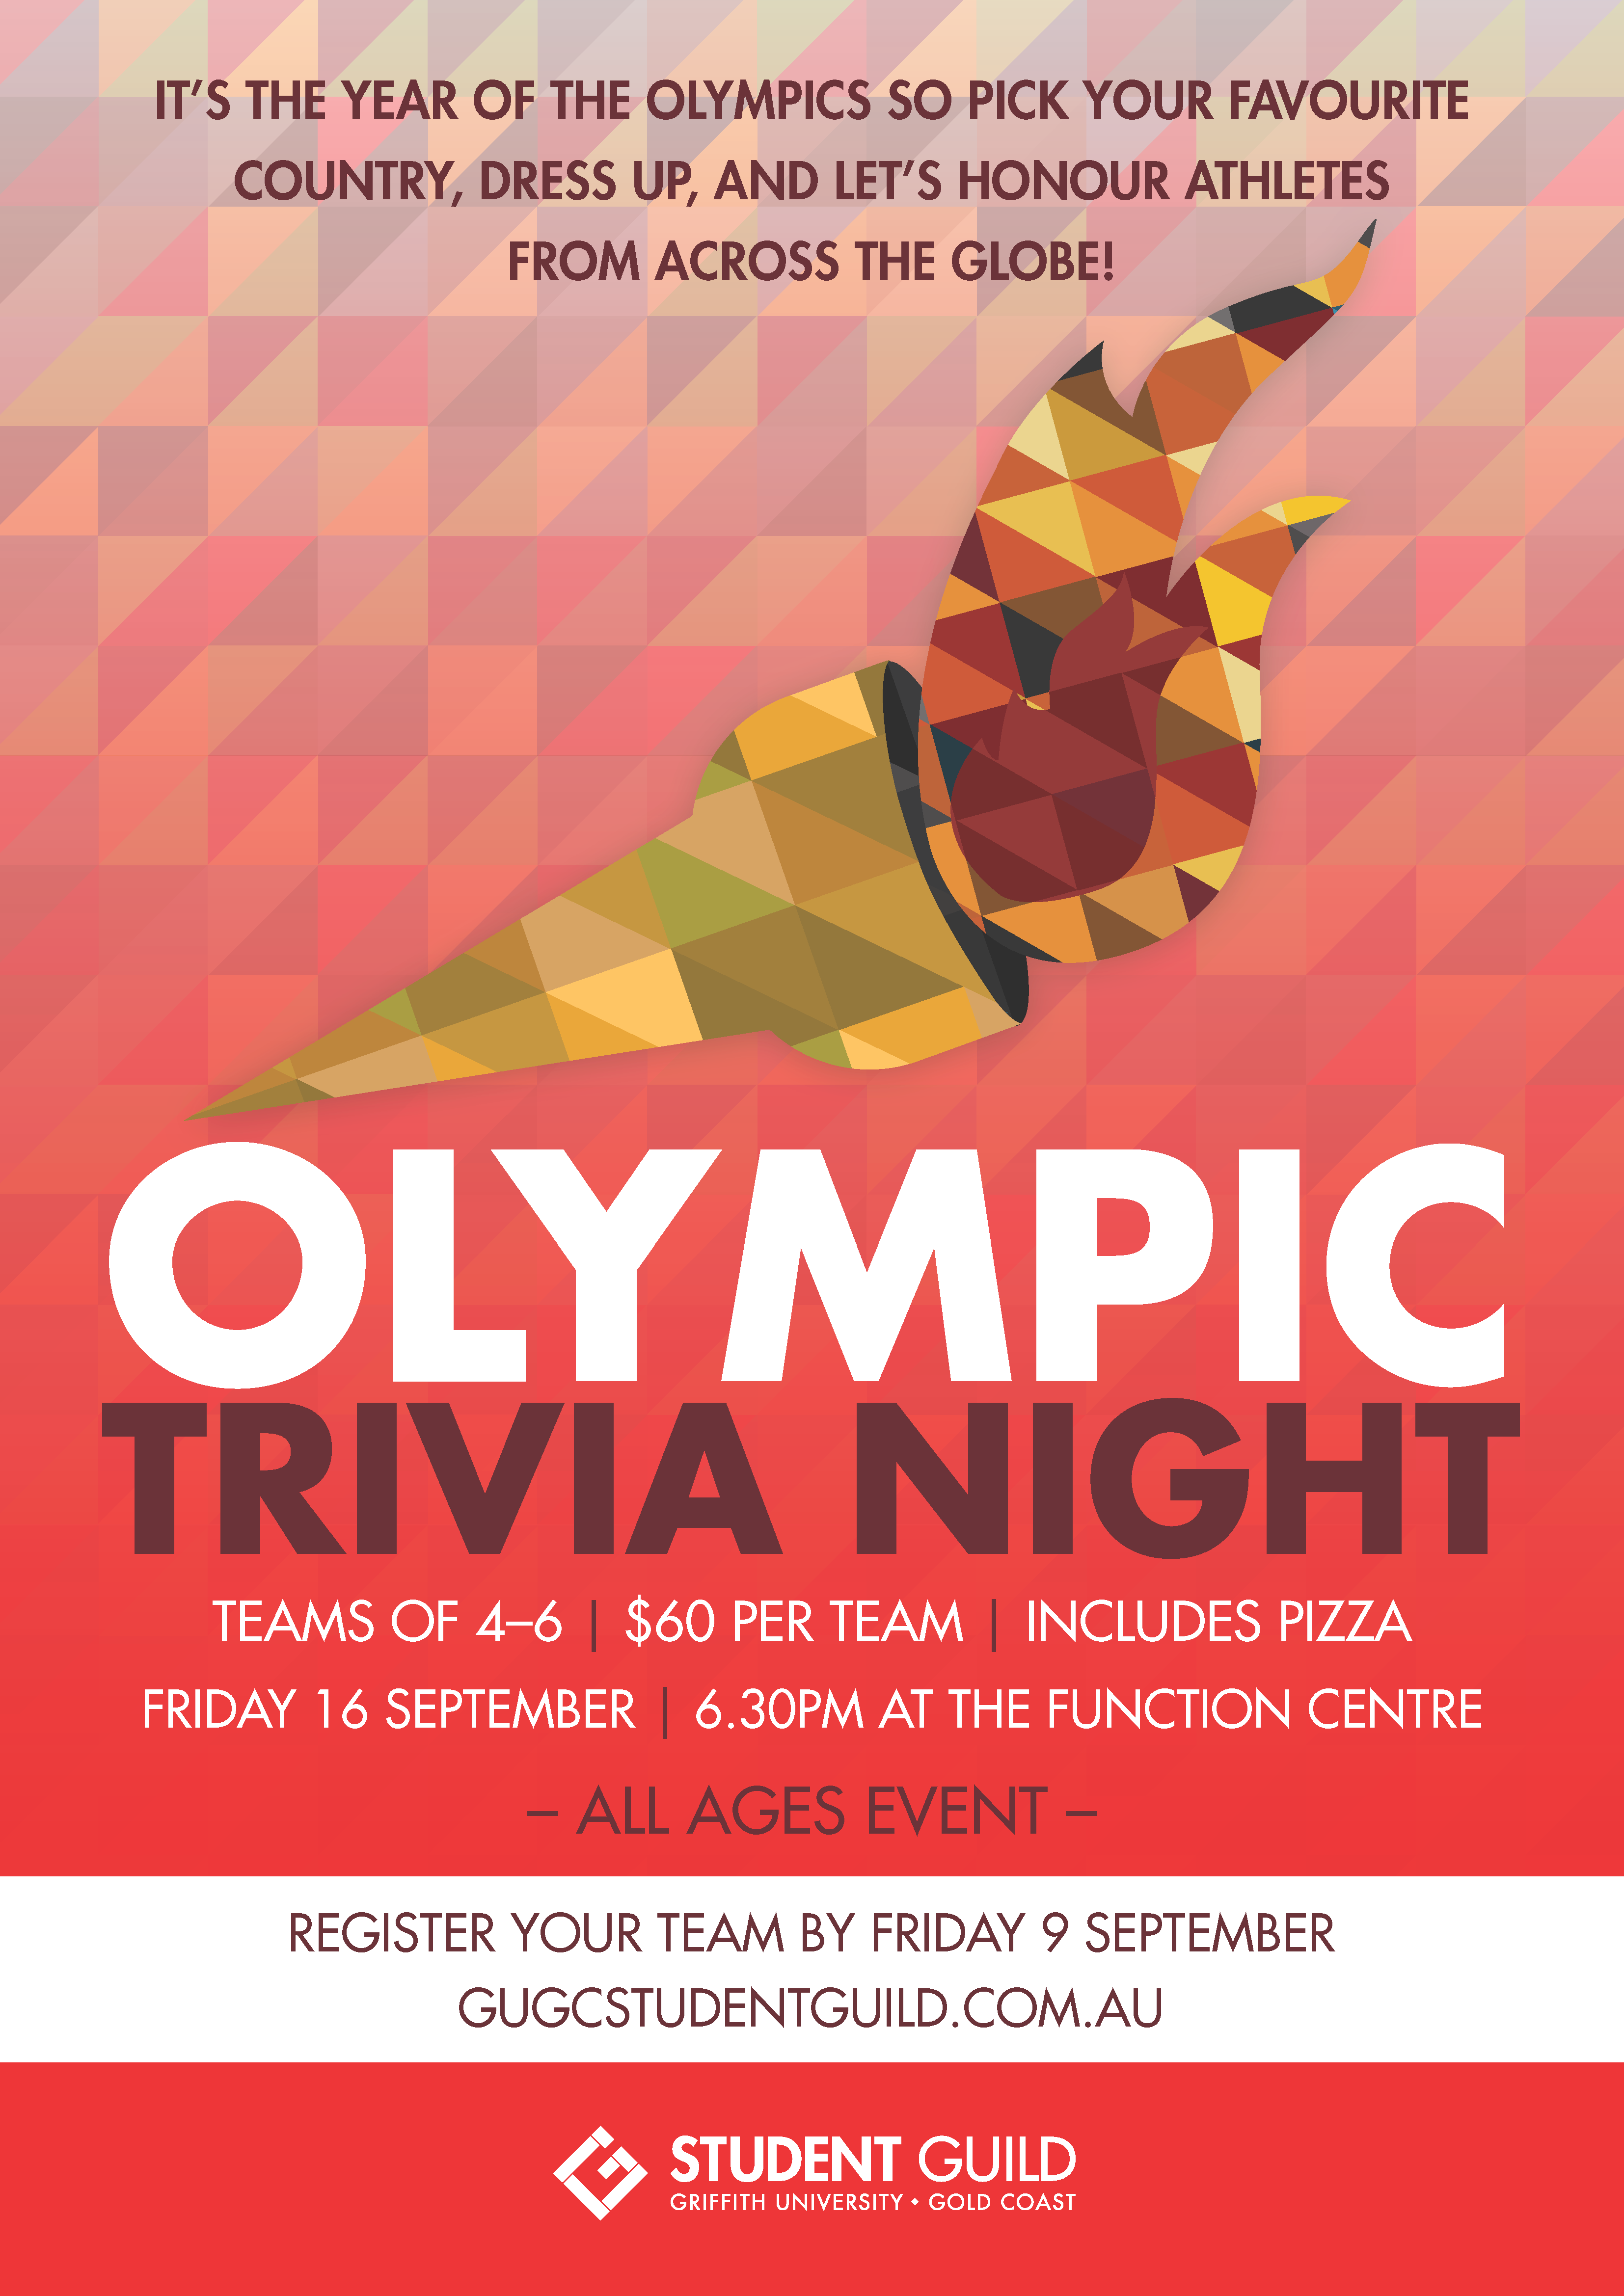 IT'S THE YEAR OF THE OLYMPICS SO PICK YOUR FAVOURITE
COUNTRY, DRESS UP, AND LET'S HONOUR ATHLETES
FROM ACROSS THE GLOBE!
OLYMPIC
TRIVIA NIGHT
TEAMS OF 4–6 | $60 PER TEAM | INCLUDES PIZZA
FRIDAY 16 SEPTEMBER | 6.30PM AT THE FUNCTION CENTRE
– ALL AGES EVENT –
REGISTER YOUR TEAM BY FRIDAY 9 SEPTEMBER
GUGCSTUDENTGUILD.COM.AU
STUDENT GUILD
GRIFFITH UNIVERSITY • GOLD COAST